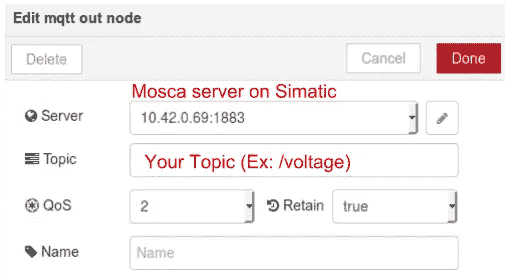 Edit mqtt out node
Delete Cancel Done
Mosca server on Simatic
Server 10.42.0.69:1883
Topic Your Topic (Ex: /voltage)
QoS 2 Retain true
Name Name